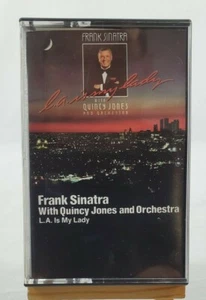 FRANK SINATRA
L.A. is my lady
WITH
QUINCY JONES
AND ORCHESTRA
Frank Sinatra
With Quincy Jones and Orchestra
L.A. Is My Lady